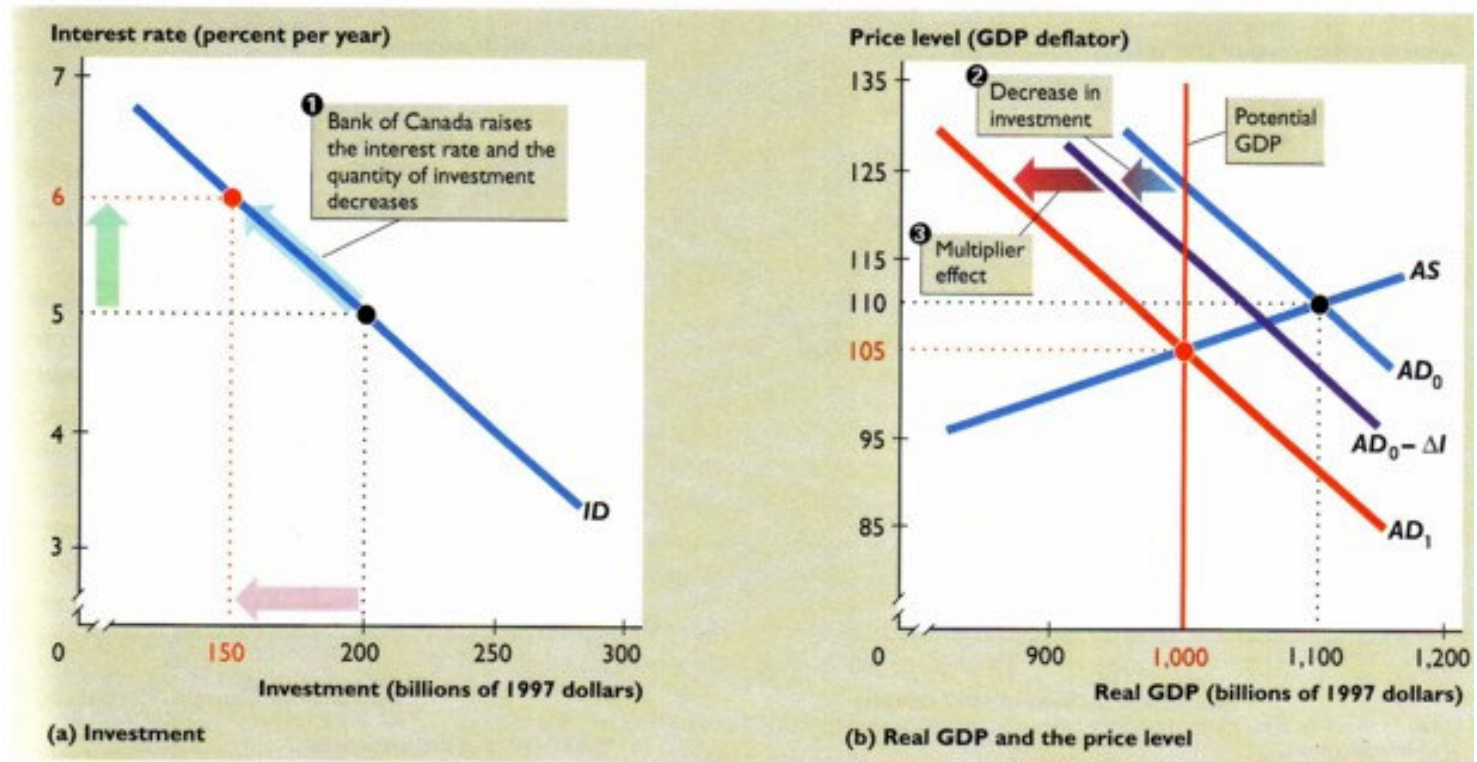 Interest rate (percent per year)
7
6
5
4
3
0
150
200
250
300
Investment (billions of 1997 dollars)
❶
Bank of Canada raises
the interest rate and the
quantity of investment
decreases
ID
(a) Investment
Price level (GDP deflator)
135
125
115
110
105
95
85
0
900
1,000
1,100
1,200
Real GDP (billions of 1997 dollars)
❷
Decrease in
investment
Potential
GDP
❸
Multiplier
effect
AS
AD₀
AD₀ – ΔI
AD₁
(b) Real GDP and the price level